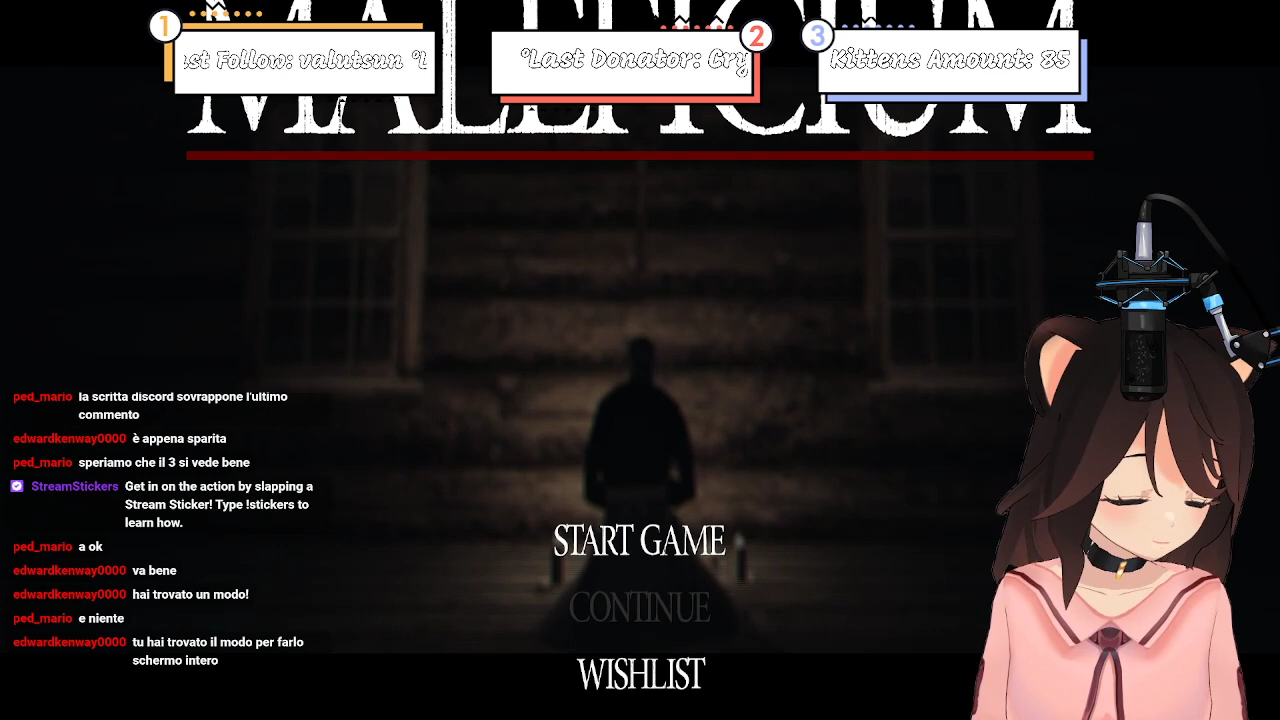 MALEFICIUM
1
st Follow: valutsun °L
2
°Last Donator: Cry
3
Kittens Amount: 85
ped_mario la scritta discord sovrappone l'ultimo
commento
edwardkenway0000 è appena sparita
ped_mario speriamo che il 3 si vede bene
StreamStickers Get in on the action by slapping a
Stream Sticker! Type !stickers to
learn how.
ped_mario a ok
edwardkenway0000 va bene
edwardkenway0000 hai trovato un modo!
ped_mario e niente
edwardkenway0000 tu hai trovato il modo per farlo
schermo intero
START GAME
CONTINUE
WISHLIST